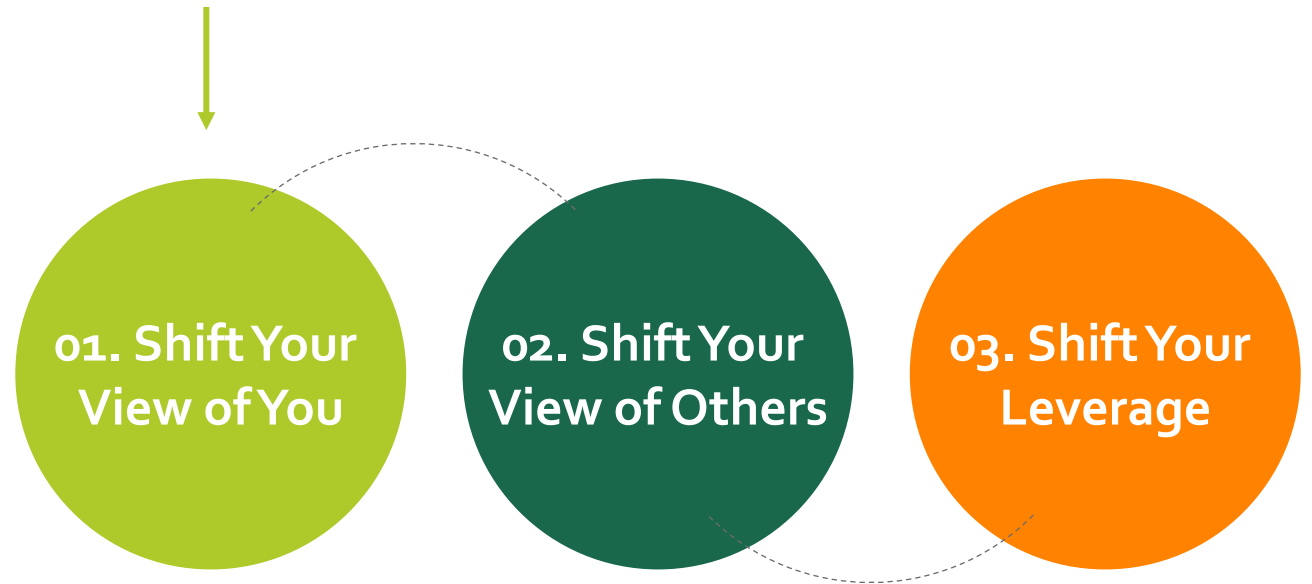 01. Shift Your
View of You
02. Shift Your
View of Others
03. Shift Your
Leverage